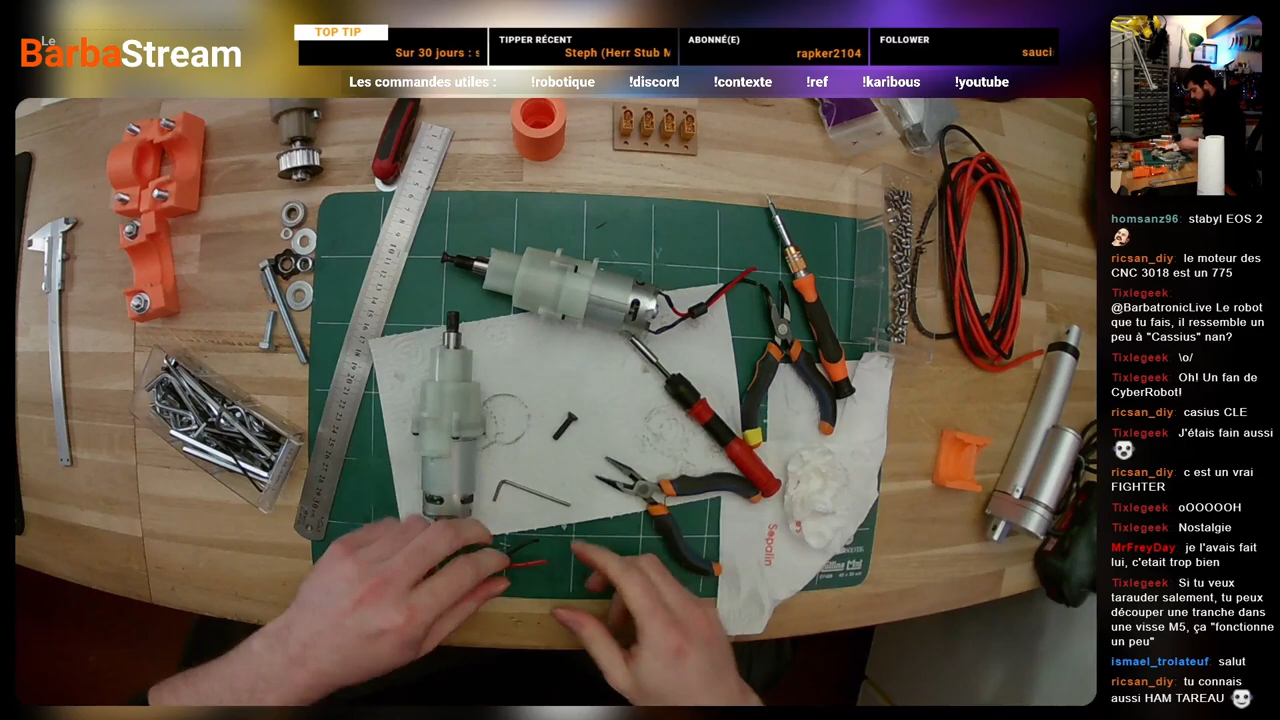 Le
BarbaStream
TOP TIP
Sur 30 jours : s
TIPPER RÉCENT
Steph (Herr Stub M
ABONNÉ(E)
rapker2104
FOLLOWER
sauci
Les commandes utiles : !robotique !discord !contexte !ref !karibous !youtube
homsanz96: stabyl EOS 2
ricsan_diy: le moteur des
CNC 3018 est un 775
Tixlegeek:
@BarbatronicLive Le robot
que tu fais, il ressemble un
peu à "Cassius" nan?
Tixlegeek: \o/
Tixlegeek: Oh! Un fan de
CyberRobot!
ricsan_diy: casius CLE
Tixlegeek: J'étais fain aussi
ricsan_diy: c est un vrai
FIGHTER
Tixlegeek: oOOOOOH
Tixlegeek: Nostalgie
MrFreyDay: je l'avais fait
lui, c'etait trop bien
Tixlegeek: Si tu veux
tarauder salement, tu peux
découper une tranche dans
une visse M5, ça "fonctionne
un peu"
ismael_trolateuf: salut
ricsan_diy: tu connais
aussi HAM TAREAU
Sopalin